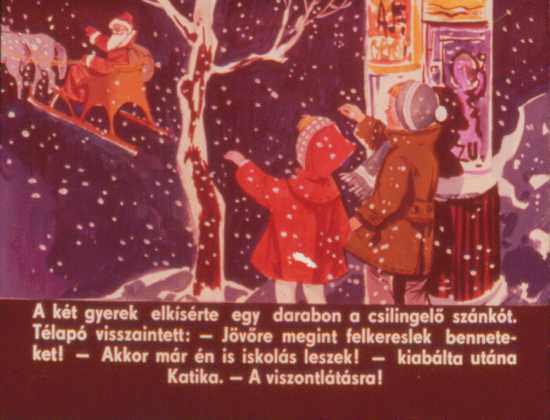 ZU
A két gyerek elkísérte egy darabon a csilingelő szánkót.
Télapó visszaintett: — Jövőre megint felkereslek bennete-
ket! — Akkor már én is iskolás leszek! — kiabálta utána
Katika. — A viszontlátásra!